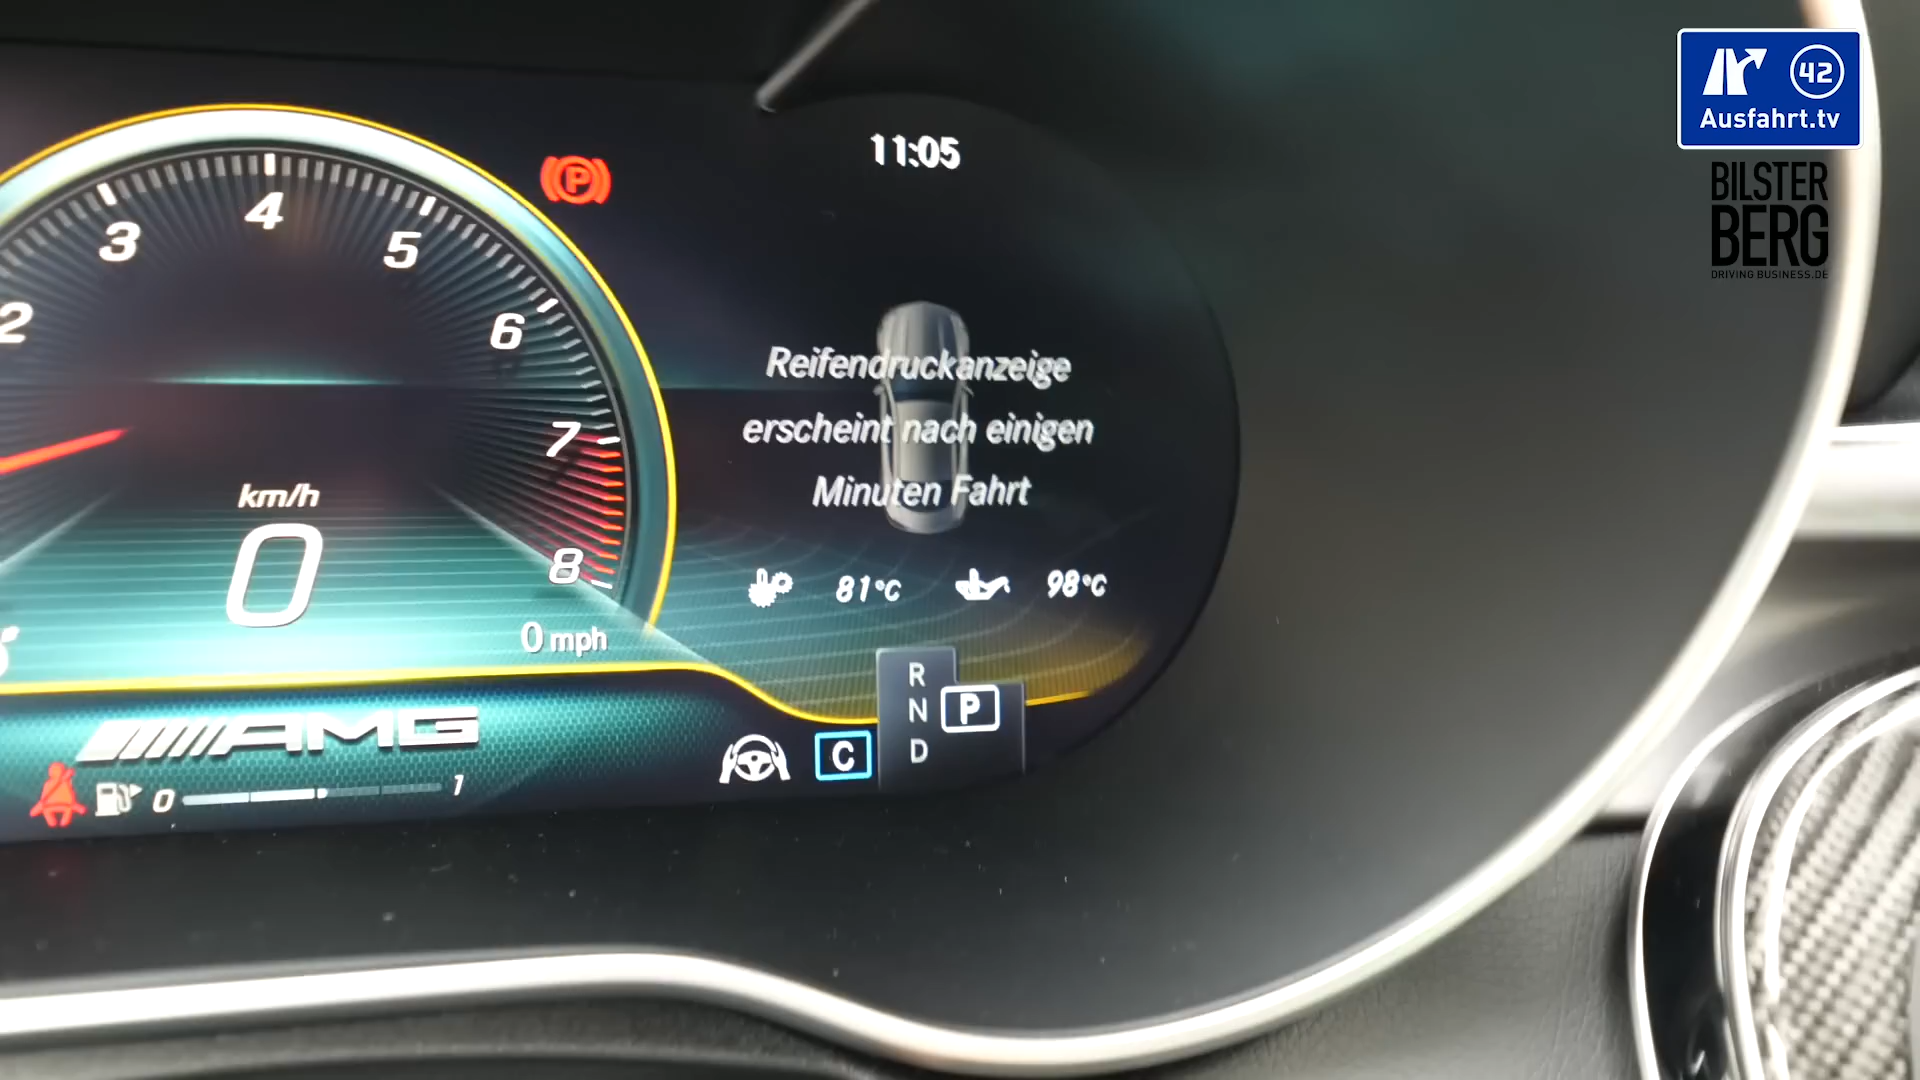 42
Ausfahrt.tv
BILSTER
BERG
DRIVING BUSINESS.DE
11:05
P
2
3
4
5
6
7
8
km/h
0
0 mph
Reifendruckanzeige
erscheint nach einigen
Minuten Fahrt
81°C
98°C
R
N
P
D
C
AMG
0
1